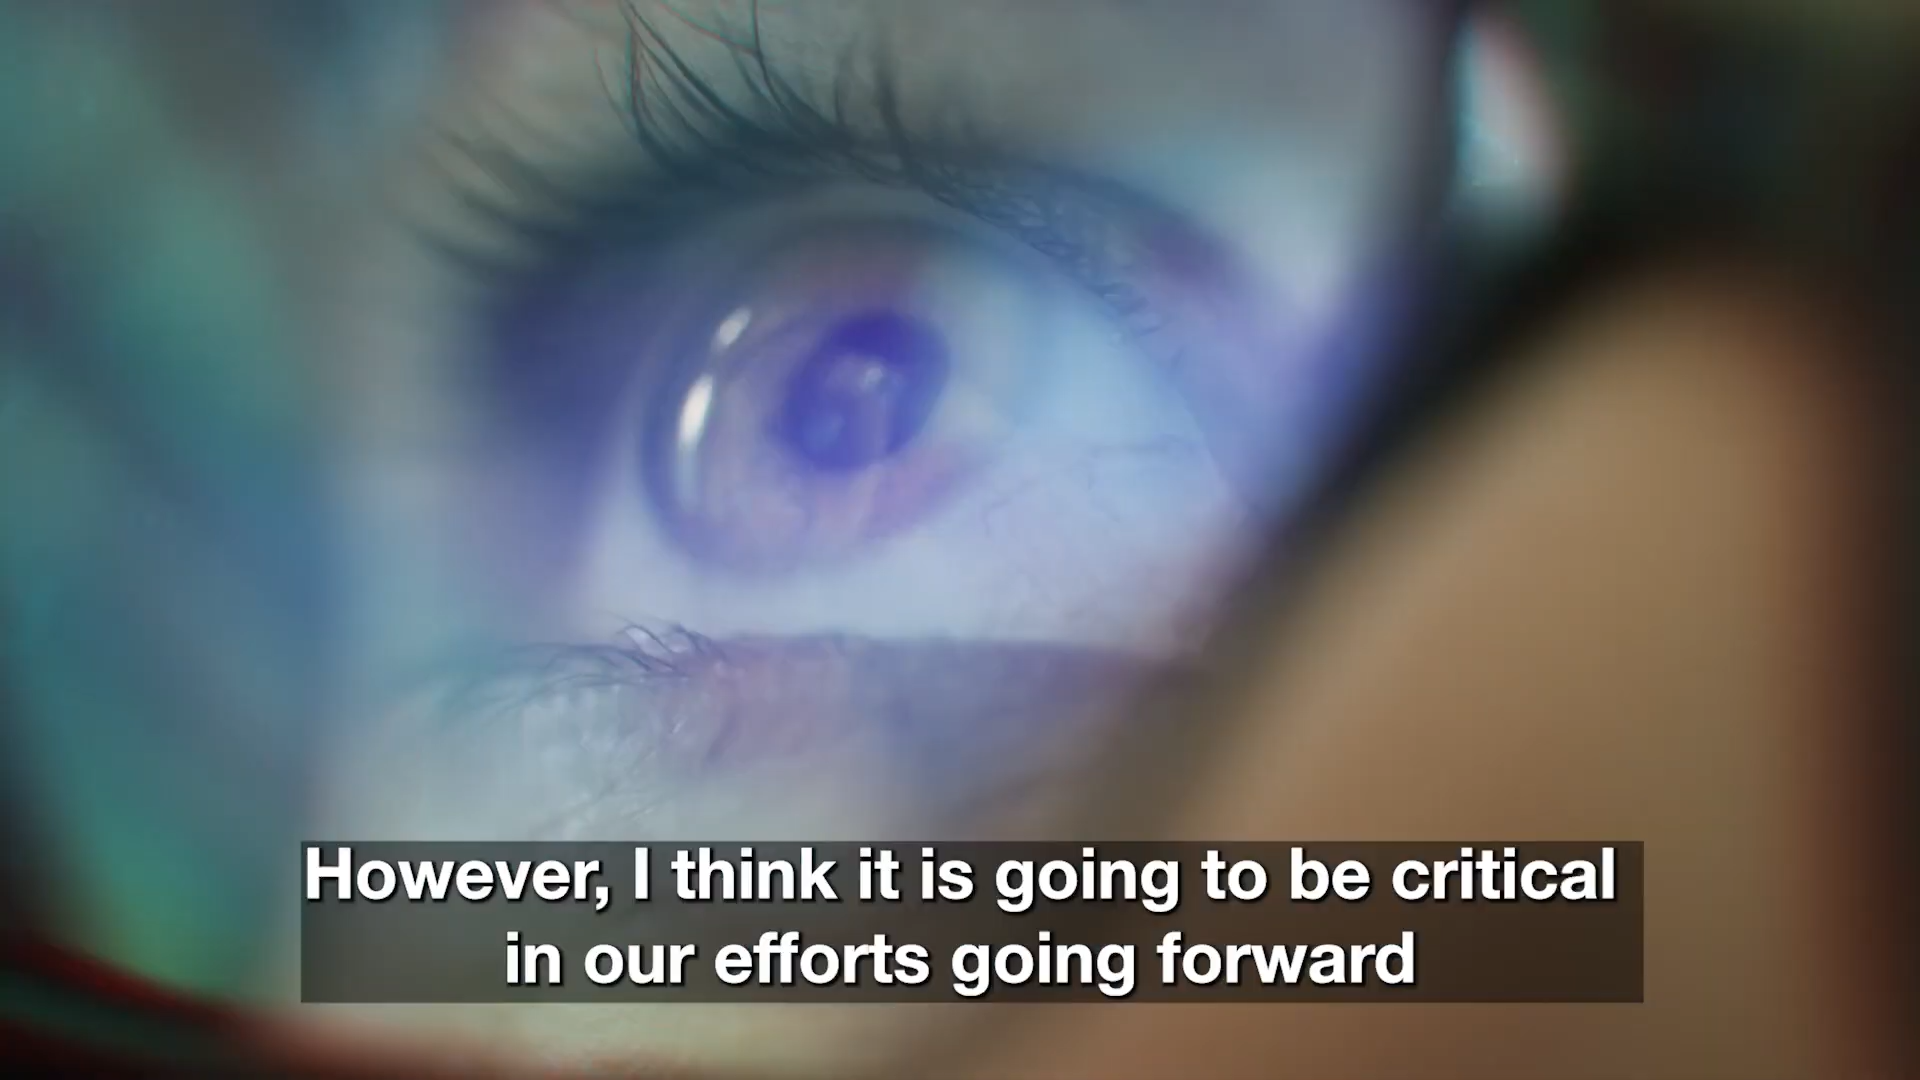 However, I think it is going to be critical
in our efforts going forward